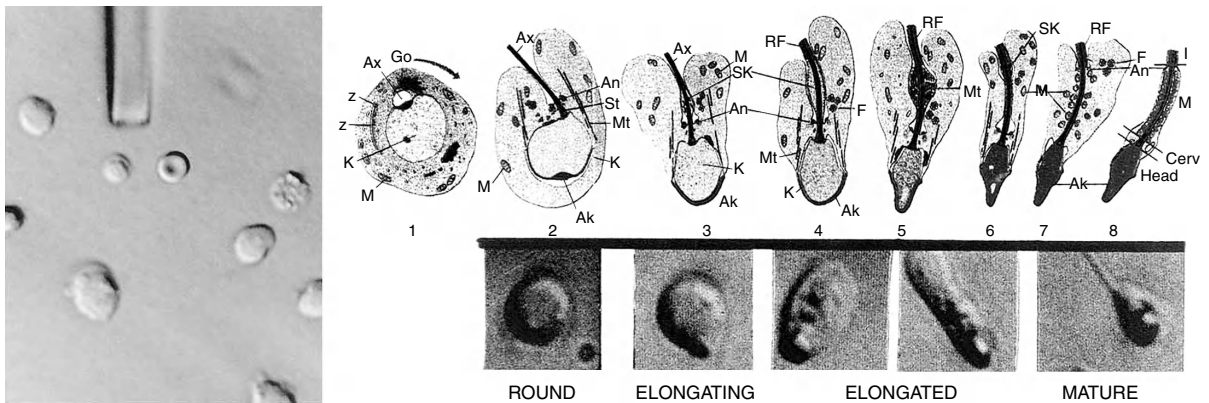 Ax
Go
z
z
K
M
1
Ax
An
St
Mt
K
M
Ak
2
Ax
M
SK
An
K
Ak
3
RF
F
Mt
K
Ak
4
RF
Mt
5
SK
M
6
RF
F
An
Ak
7
I
M
Cerv
Head
8
ROUND
ELONGATING
ELONGATED
MATURE